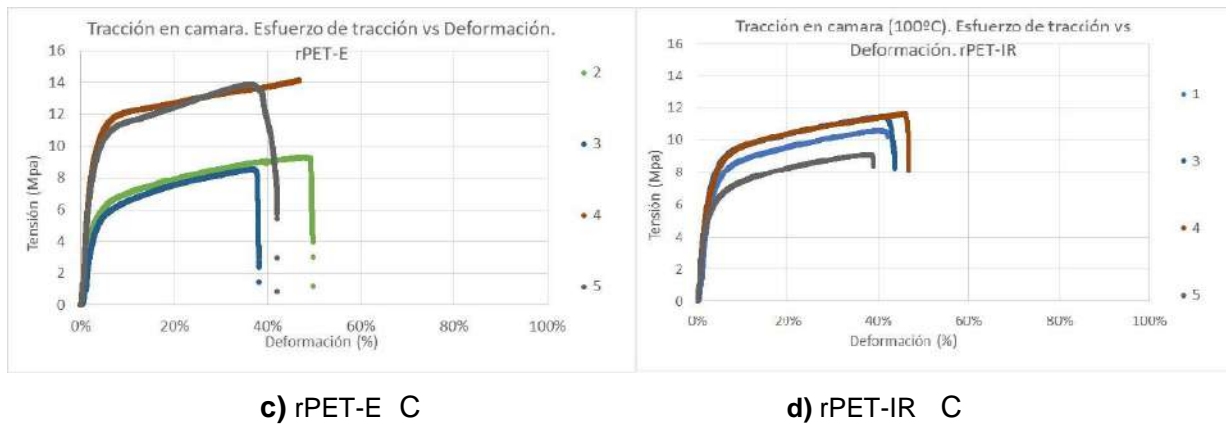 Tracción en camara. Esfuerzo de tracción vs Deformación.
rPET-E
16
14
12
10
8
6
4
2
0
Tensión (Mpa)
0% 20% 40% 60% 80% 100%
Deformación (%)
2
3
4
5
Tracción en camara (100ºC). Esfuerzo de tracción vs
Deformación. rPET-IR
16
14
12
10
8
6
4
2
0
Tensión (Mpa)
0% 20% 40% 60% 80% 100%
Deformación (%)
1
3
4
5
c) rPET-E C
d) rPET-IR C